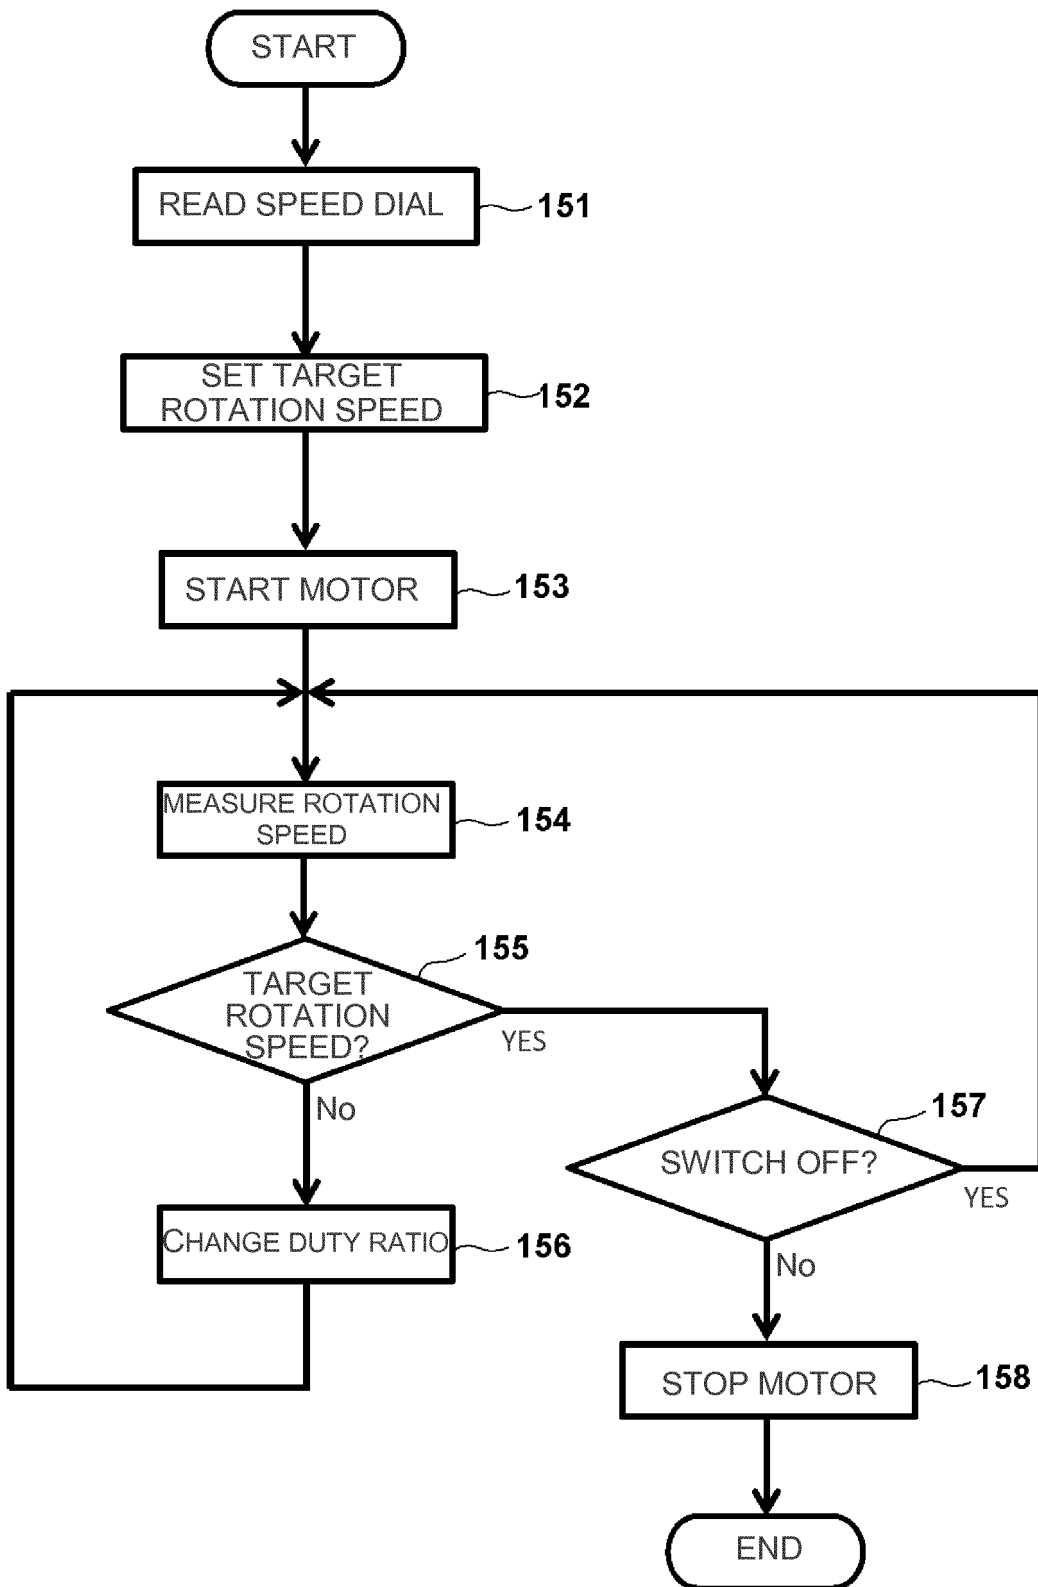 START
READ SPEED DIAL
151
SET TARGET
ROTATION SPEED
152
START MOTOR
153
MEASURE ROTATION
SPEED
154
155
TARGET
ROTATION
SPEED?
YES
No
157
SWITCH OFF?
YES
CHANGE DUTY RATIO
156
No
STOP MOTOR
158
END